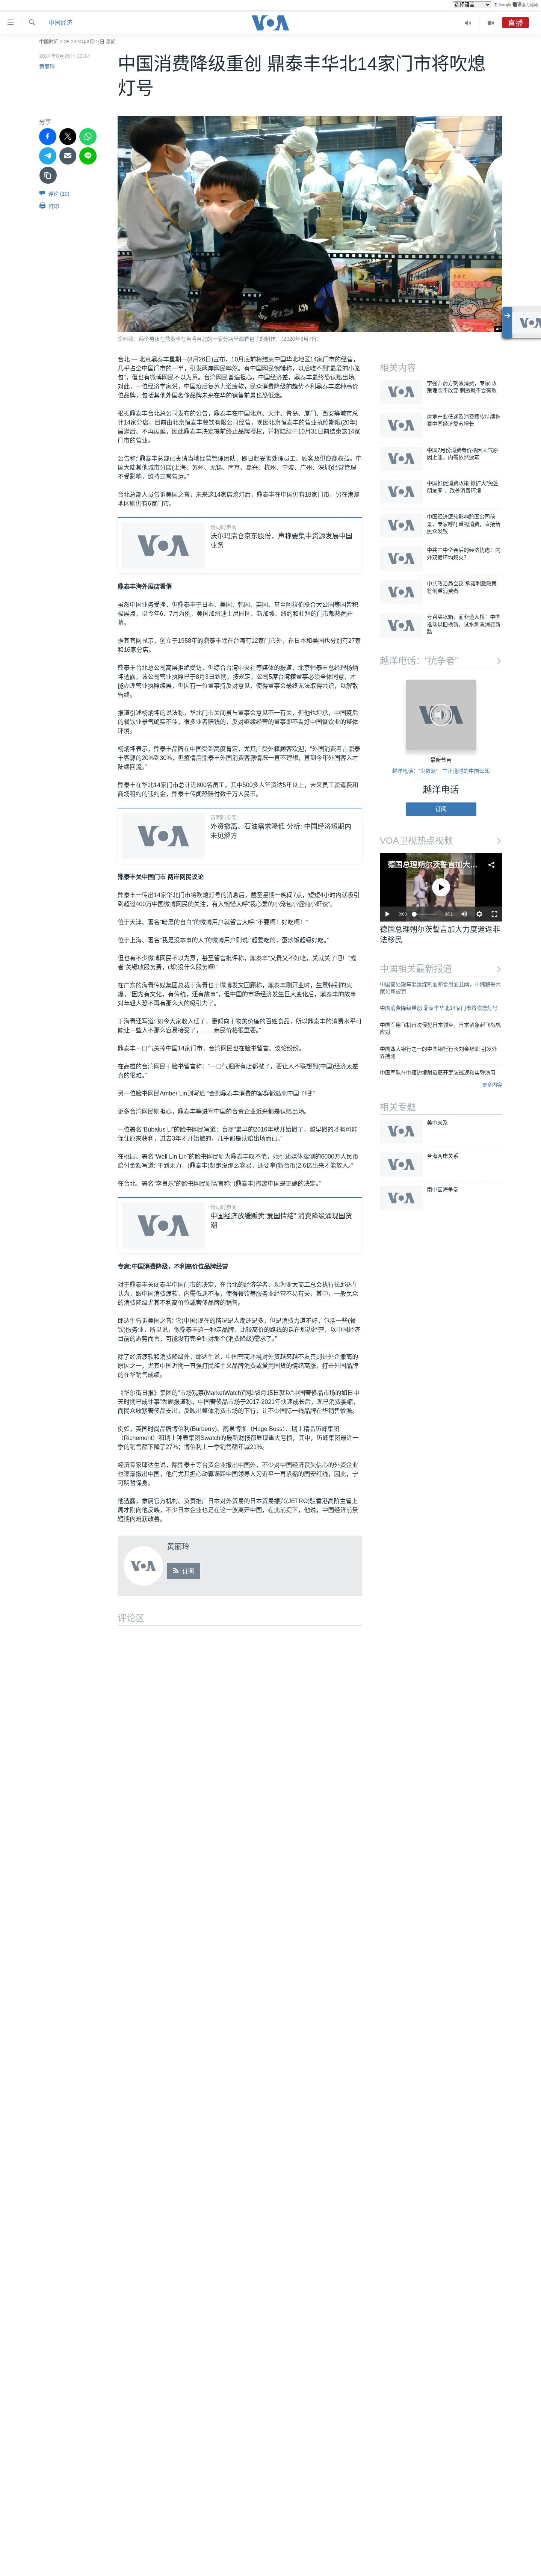 选择语言
由 Google 翻译强力驱动
中国经济
VOA
直播
中国时间 2:38 2024年8月27日 星期二
2024年8月26日 22:14
黄丽玲
中国消费降级重创 鼎泰丰华北14家门市将吹熄
灯号
分享
评论 (10)
打印
AP
资料照：两个男孩在鼎泰丰在台湾台北的一家分店里观看包子的制作。（2020年3月7日）
台北 — 北京鼎泰丰星期一(8月26日)宣布，10月底前将结束中国华北地区14家门市的经营，
几乎占全中国门市的一半，引发两岸网民哗然。有中国网民惋惜称，以后吃不到“最爱的小笼
包”，但也有微博网民不以为意。台湾网民普遍担心，中国经济差，鼎泰丰最终恐认赔出场。
对此，一位经济学家说，中国疫后复苏力道疲软，民众消费降级的趋势不利鼎泰丰这种高价
位品牌，包括其他外国奢侈品牌未来在华的销售前景也恐低迷。
根据鼎泰丰台北总公司发布的公告，鼎泰丰在中国北京、天津、青岛、厦门、西安等城市总
计14家分店，目前由北京恒泰丰餐饮有限公司经营，现因北京恒泰丰的营业执照期限(20年)
届满后、不再展延，因此鼎泰丰决定提前终止品牌授权，并将陆续于10月31日前结束这14家
门市的营业。
公告称:“鼎泰丰总部已责请当地经营管理团队，即日起妥善处理员工、顾客及供应商权益。中
国大陆其他城市分店(上海、苏州、无锡、南京、嘉兴、杭州、宁波、广州、深圳)经营管理
不受影响，维持正常营运。”
台北总部人员告诉美国之音，未来这14家店熄灯后，鼎泰丰在中国仍有18家门市，另在港澳
地区则仍有6家门市。
请同时参阅：
沃尔玛清仓京东股份，声称要集中资源发展中国
业务
鼎泰丰海外展店看俏
虽然中国业务受挫，但鼎泰丰于日本、美国、韩国、英国、甚至阿拉伯联合大公国等国皆积
极展点，以今年6、7月为例，美国加州迪士尼园区、新加坡、纽约和杜拜的门市都热闹开
幕。
据其官网显示，创立于1958年的鼎泰丰除在台湾有12家门市外，在日本和美国也分别有27家
和16家分店。
鼎泰丰台北总公司高层拒绝受访，但综合台湾中央社等媒体的报道，北京恒泰丰总经理杨炳
坤透露，该公司营业执照已于8月3日到期，按规定，公司5席台湾籍董事必须全体同意，才
能办理营业执照续展，但因有一位董事持反对意见，使得董事会最终无法取得共识，以解散
告终。
报道引述杨炳坤的说法称，华北门市关闭虽与董事会意见不一有关，但他也坦承，中国疫后
的餐饮业景气确实不佳，很多业者赔钱的，反对继续经营的董事即不看好中国餐饮业的整体
环境。
杨炳坤表示，鼎泰丰品牌在中国受到高度肯定，尤其广受外籍顾客欢迎，“外国消费者占鼎泰
丰客源的20%到30%，但疫情后鼎泰丰外国消费客源情况一直不理想，直到今年外国客人才
陆续回流。”
鼎泰丰在华北14家门市总计近800名员工，其中500多人年资达5年以上，未来员工资遣费和
商场租约的违约金，鼎泰丰传闻恐赔付数千万人民币。
请同时参阅：
外资撤离、石油需求降低 分析: 中国经济短期内
未见解方
鼎泰丰关中国门市 两岸网民议论
鼎泰丰一传出14家华北门市将吹熄灯号的消息后，截至星期一晚间7点，短短4小时内就吸引
到超过400万中国微博网民的关注，有人惋惜大呼“我心爱的小笼包小馄饨小虾饺”。
位于天津、署名“暗黑的自白”的微博用户就留言大呼:“不要啊！好吃啊！”
位于上海、署名“我是没本事的人”的微博用户则说:“超爱吃的，蛋炒饭超级好吃。”
但也有不少微博网民不以为意，甚至留言批评称，鼎泰丰“又贵又不好吃，关就关了吧！”或
者“关键收服务费，(却)没什么服务啊!”
在广东的海青传媒集团总裁于海青也于微博发文回顾称，鼎泰丰刚开业时，生意是特别的火
爆，“因为有文化，有传统，还有故事”，但中国的市场经济发生巨大变化后，鼎泰丰的故事
对年轻人恐不再有那么大的吸引力了。
于海青还写道:“如今大家收入低了，更倾向于物美价廉的百姓食品，所以鼎泰丰的消费水平可
能让一些人不那么容易接受了，……亲民价格很重要。”
鼎泰丰一口气关掉中国14家门市，台湾网民也在脸书留言、议论纷纷。
在高雄的台湾网民于脸书留言称：“一口气把所有店都撤了，要让人不联想到(中国)经济太差
真的很难。”
另一位脸书网民Amber Lin则写道:“会到鼎泰丰消费的客群都逃离中国了吧!”
更多台湾网民则担心，鼎泰丰等进军中国的台资企业近来都是认赔出场。
一位署名“Bubalus Li”的脸书网民写道：台商“最早的2016年就开始撤了，越早撤的才有可能
保住原来获利，过去3年才开始撤的，几乎都是认赔出场而已。”
在桃园、署名“Well Lin Lin”的脸书网民则为鼎泰丰叹不值，她引述媒体揣测的6000万人民币
赔付金额写道:“干到无力，(鼎泰丰)想跑没那么容易，还要拿(新台币)2.6亿出来才能放人。”
在台北、署名“李良乐”的脸书网民则留言称:“(鼎泰丰)撤离中国是正确的决定。”
请同时参阅：
中国经济放缓贩卖“爱国情结” 消费降级涌现国货
潮
专家: 中国消费降级，不利高价位品牌经营
对于鼎泰丰关闭泰半中国门市的决定，在台北的经济学者、现为亚太商工总会执行长邱达生
认为，跟中国消费疲软、内需低迷不振，使得餐饮等服务业经营不易有关，其中，一般民众
的消费降级尤其不利高价位或奢侈品牌的销售。
邱达生告诉美国之音:“它(中国)现在的情况是人潮还是多，但是消费力道不好，包括一些(餐
饮)服务业，所以说，像鼎泰丰这一种走品牌、比较高价的路线的话在那边经营，以中国经济
目前的态势而言，可能没有完全针对那个(消费降级)需求了。”
除了经济疲软和消费降级外，邱达生说，中国营商环境对外资越来越不友善则是外企撤离的
原因之一，尤其中国近期一直强打民族主义品牌消费或爱用国货的情绪高涨，打击外国品牌
的在华销售成绩。
《华尔街日报》集团的“市场观察(MarketWatch)”网站8月15日就以“中国奢侈品市场的如日中
天时期已成往事”为题报道称，中国奢侈品市场于2017-2021年快速成长后，现已消费萎缩，
而民众收紧奢侈品支出，反映出整体消费市场的下行，让不少国际一线品牌在华销售惨澹。
例如，英国时尚品牌博伯利(Burberry)、雨果博斯（Hugo Boss）、瑞士精品历峰集团
（Richemont）和瑞士钟表集团Swatch的最新财报都显现重大亏损，其中，历峰集团最近一
季的销售额下降了27%；博伯利上一季销售额年减21%。
经济专家邱达生说，除鼎泰丰等台资企业撤出中国外，不少对中国经济丧失信心的外资企业
也逐渐撤出中国，他们尤其担心动辄误踩中国领导人习近平一再紧缩的国安红线，因此，宁
可明哲保身。
他透露，隶属官方机构、负责推广日本对外贸易的日本贸易振兴(JETRO)驻香港高阶主管上
周才刚向他反映，不少日本企业也是在这一波离开中国，在此前提下，他说，中国经济前景
短期内难获改善。
黄丽玲
订阅
评论区
相关内容
李强开药方刺激消费，专家:政
策理念不改变 刺激就不会有效
房地产业低迷及消费疲软持续拖
累中国经济复苏增长
中国7月份消费者价格因天气原
因上涨，内需依然疲软
中国推促消费政策 拟扩大“免签
朋友圈”、改善消费环境
中国经济疲软影响跨国公司前
景，专家呼吁重视消费，直接给
民众发钱
中共三中全会后的经济忧虑：内
外双循环均熄火?
中共政治局会议 承诺刺激政策
将侧重消费者
号召买冰箱，而非造大桥：中国
推动以旧换新，试水刺激消费新
路
越洋电话：“抗争者”
最新节目
越洋电话：“少数派” - 生正逢时的中国公知
越洋电话
订阅
VOA卫视热点视频
德国总理朔尔茨誓言加大...
0:00
0:51
德国总理朔尔茨誓言加大力度遣返非
法移民
中国相关最新报道
中国消费降级重创 鼎泰丰华北14家门市将吹熄灯号
中国军用飞机首次侵犯日本领空，日本紧急起飞战机
应对
中国四大银行之一的中国银行行长刘金辞职 引发外
界揣测
中国军队在中缅边境附近展开武装巡逻和实弹演习
更多内容
相关专题
美中关系
台海两岸关系
南中国海争端